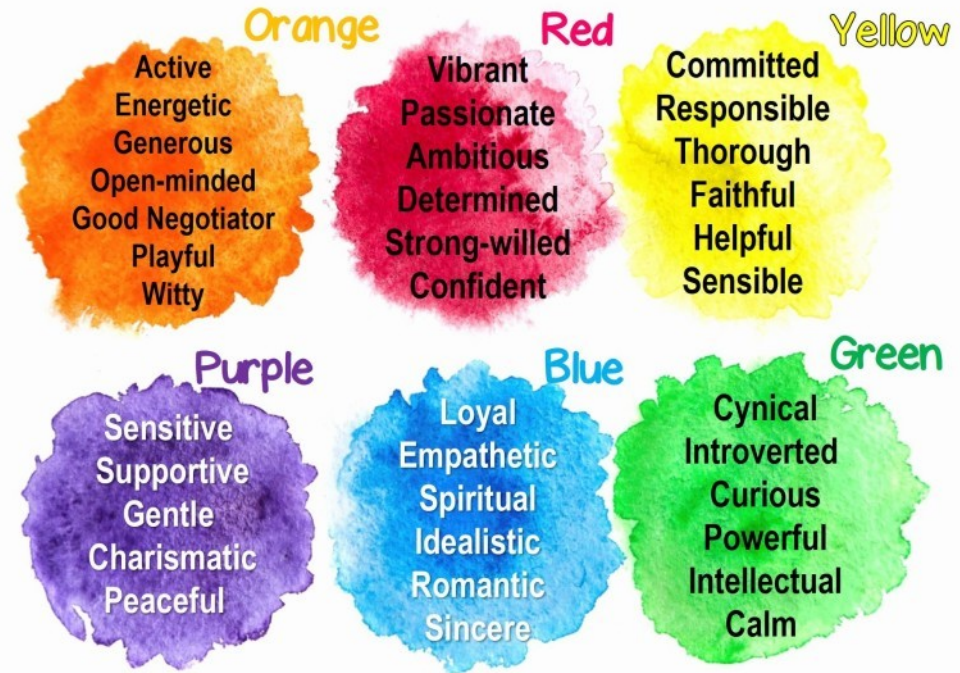 Orange
Active
Energetic
Generous
Open-minded
Good Negotiator
Playful
Witty
Red
Vibrant
Passionate
Ambitious
Determined
Strong-willed
Confident
Yellow
Committed
Responsible
Thorough
Faithful
Helpful
Sensible
Purple
Sensitive
Supportive
Gentle
Charismatic
Peaceful
Blue
Loyal
Empathetic
Spiritual
Idealistic
Romantic
Sincere
Green
Cynical
Introverted
Curious
Powerful
Intellectual
Calm